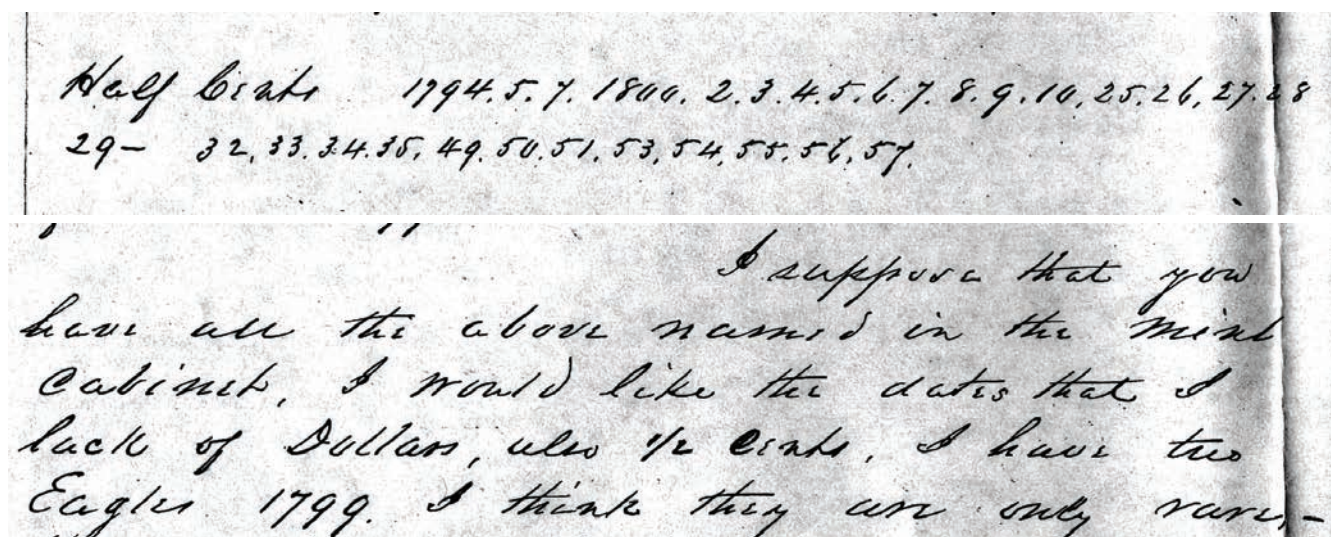 Half Cents 1794. 5. 7. 1800. 2. 3. 4. 5. 6. 7. 8. 9. 10, 25. 26, 27. 28
29 — 32, 33. 34. 35, 49. 50. 51. 53, 54, 55. 56, 57.
I suppose that you
have all the above named in the Mint
Cabinet, I would like the dates that I
lack of Dollars, also 1/2 Cents. I have two
Eagles 1799. I think they are only rare, —